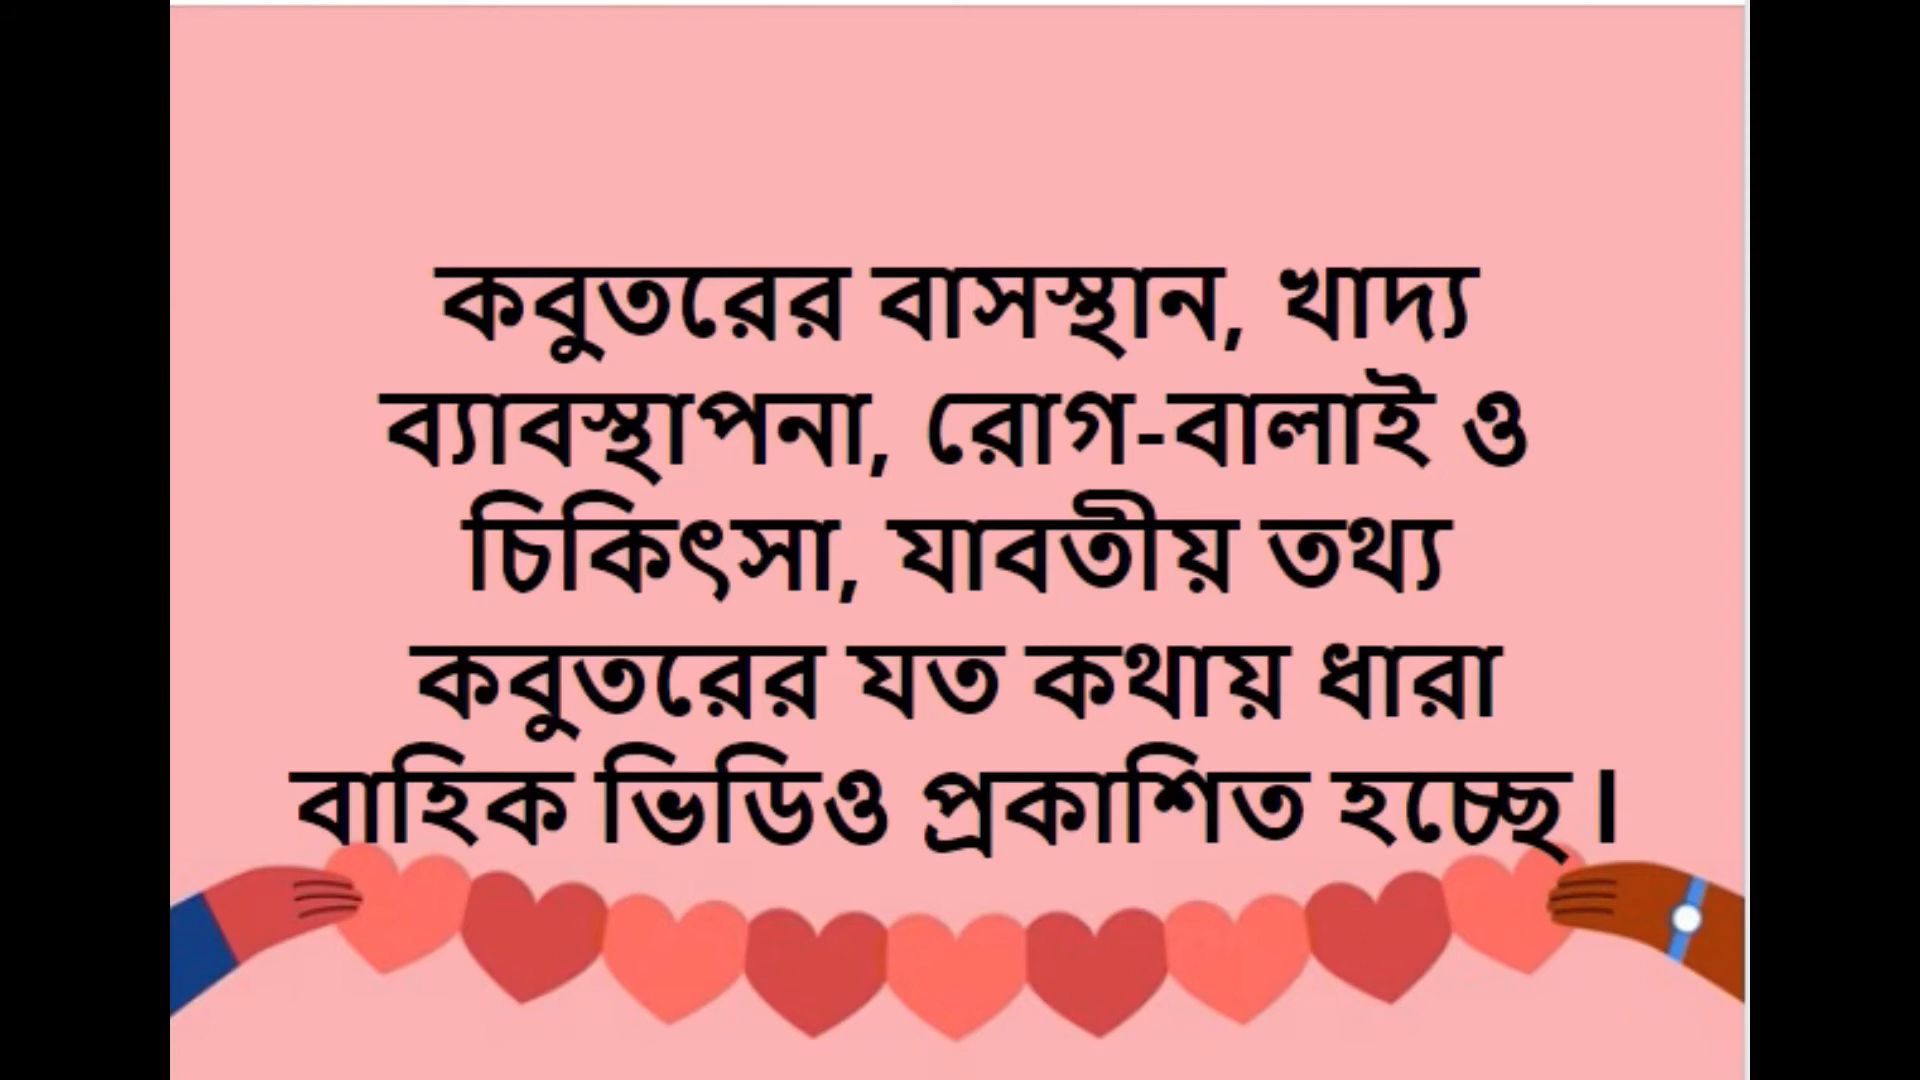 কবুতরের বাসস্থান, খাদ্য
ব্যাবস্থাপনা, রোগ-বালাই ও
চিকিৎসা, যাবতীয় তথ্য
কবুতরের যত কথায় ধারা
বাহিক ভিডিও প্রকাশিত হচ্ছে।